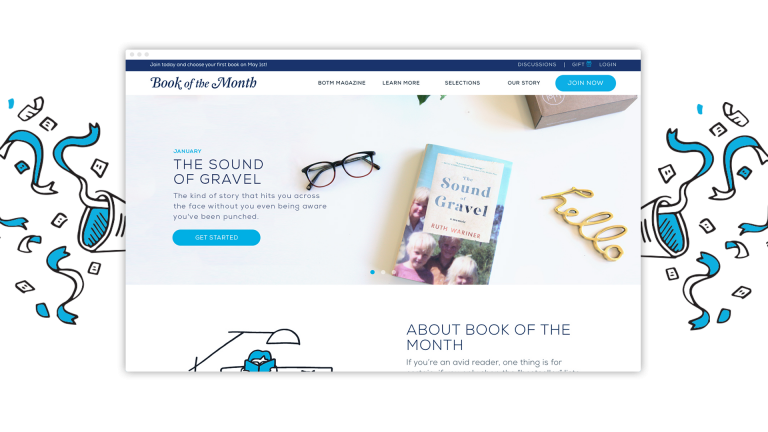 Join today and choose your first book on May 1st!
DISCUSSIONS | GIFT LOGIN
Book of the Month
BOTM MAGAZINE LEARN MORE SELECTIONS OUR STORY JOIN NOW
JANUARY
THE SOUND
OF GRAVEL
The kind of story that hits you across
the face without you even being aware
you've been punched.
GET STARTED
The
Sound
of
Gravel
RUTH WARINER
hello
ABOUT BOOK OF THE
MONTH
If you're an avid reader, one thing is for